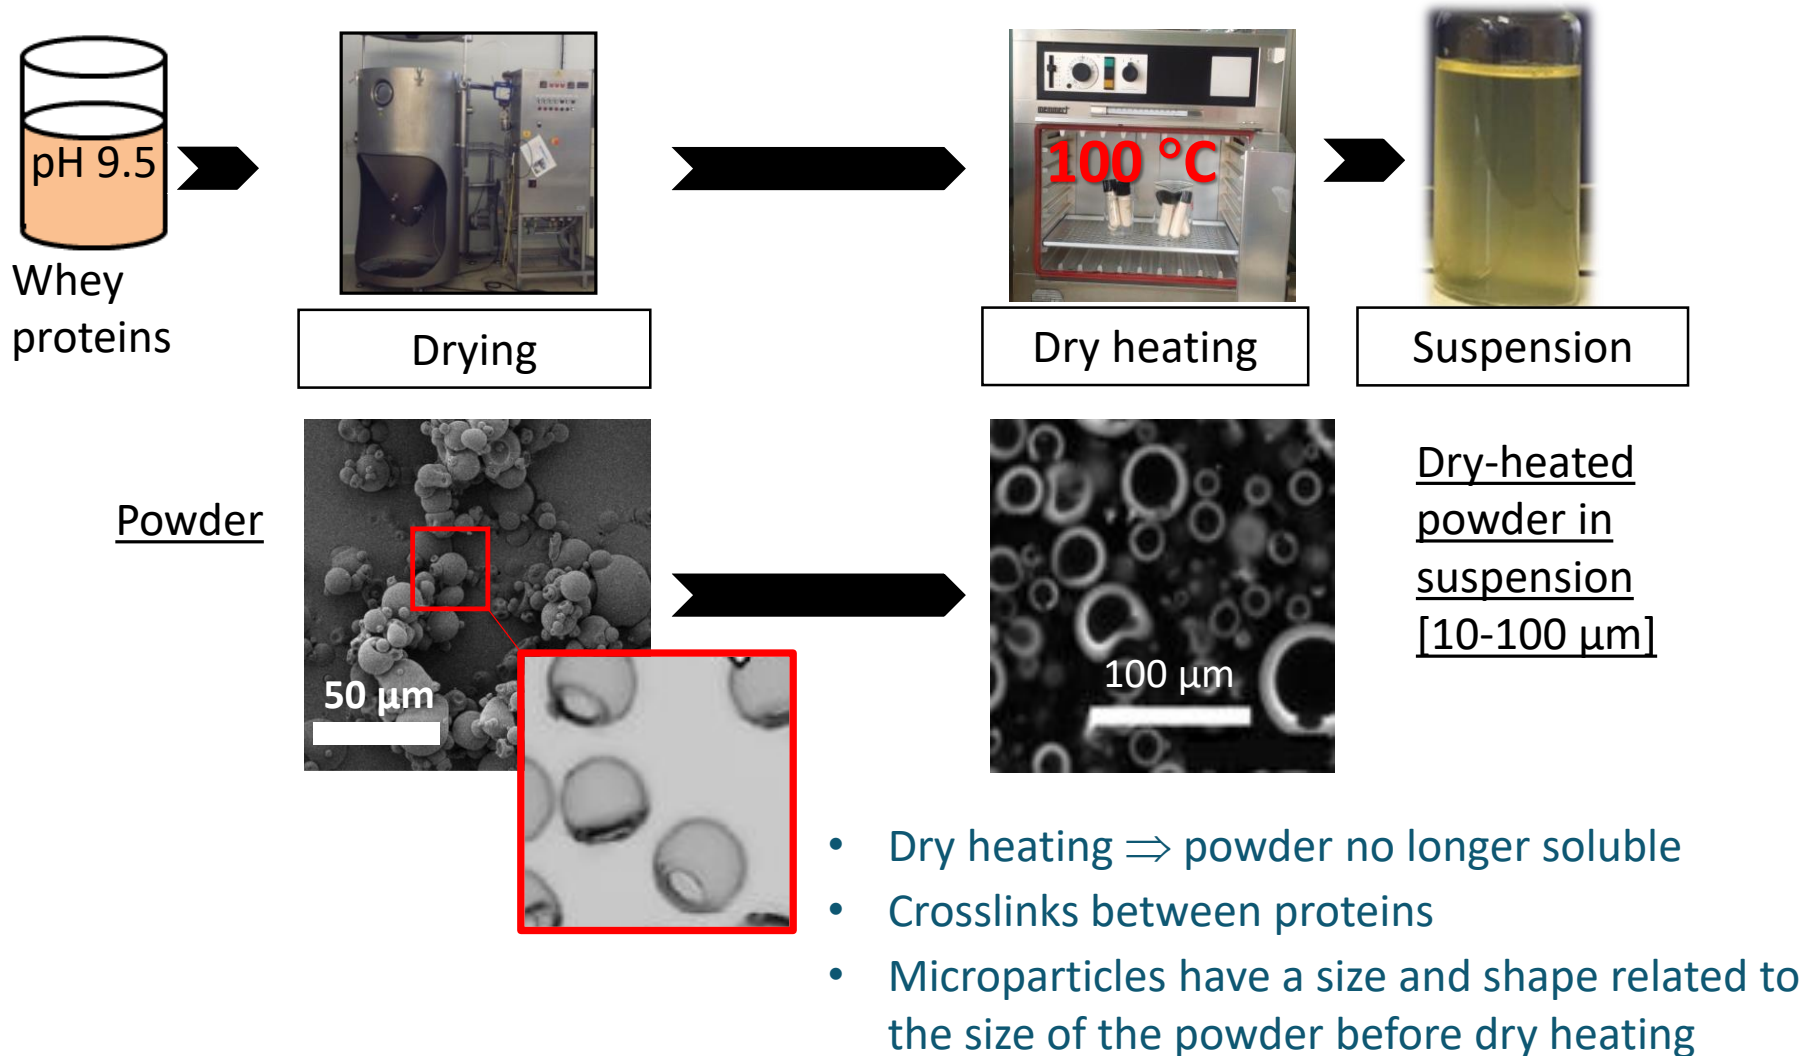 pH 9.5
Whey
proteins
Drying
100 °C
memmert
Dry heating
Suspension
Powder
50 µm
100 µm
Dry-heated
powder in
suspension
[10-100 µm]
• Dry heating ⇒ powder no longer soluble
• Crosslinks between proteins
• Microparticles have a size and shape related to
the size of the powder before dry heating